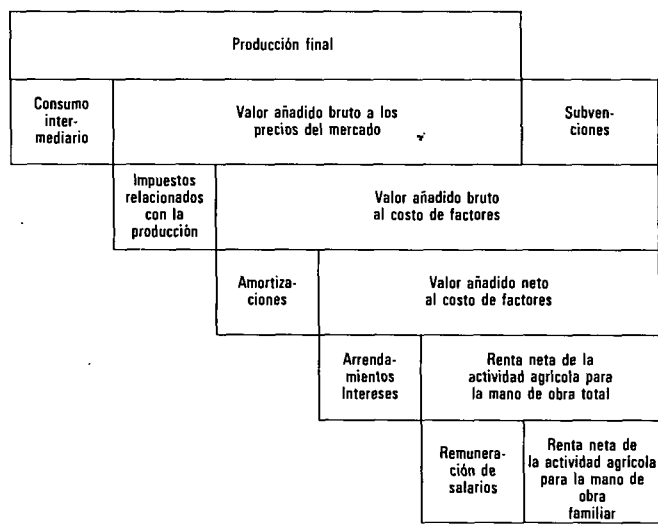 Producción final
Consumo
inter-
mediario
Valor añadido bruto a los
precios del mercado
Subven-
ciones
Impuestos
relacionados
con la
producción
Valor añadido bruto
al costo de factores
Amortiza-
ciones
Valor añadido neto
al costo de factores
Arrenda-
mientos
Intereses
Renta neta de la
actividad agrícola para
la mano de obra total
Remunera-
ción de
salarios
Renta neta de
la actividad agrícola
para la mano de
obra
familiar